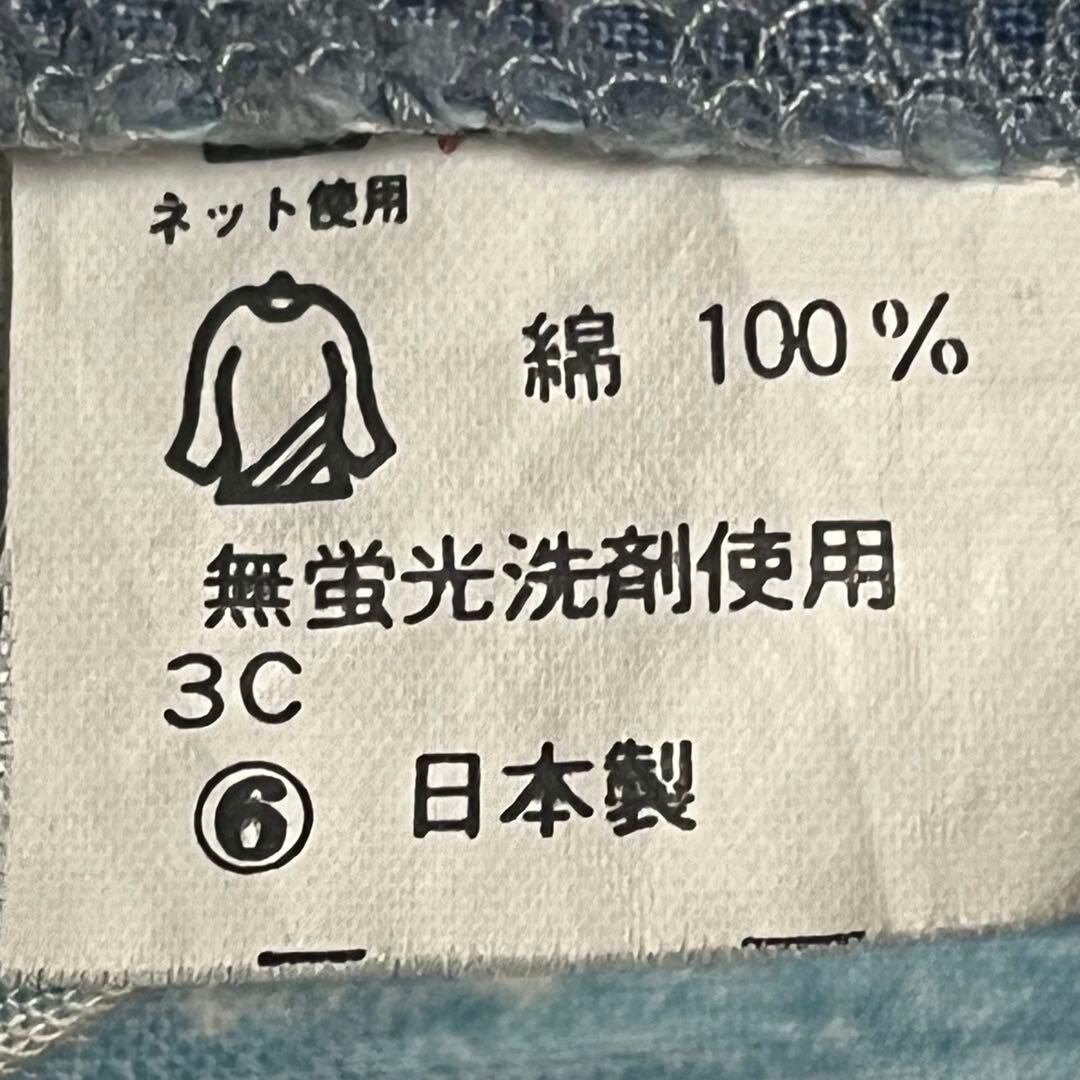 ネット使用
綿 100%
無蛍光洗剤使用
3C
⑥ 日本製